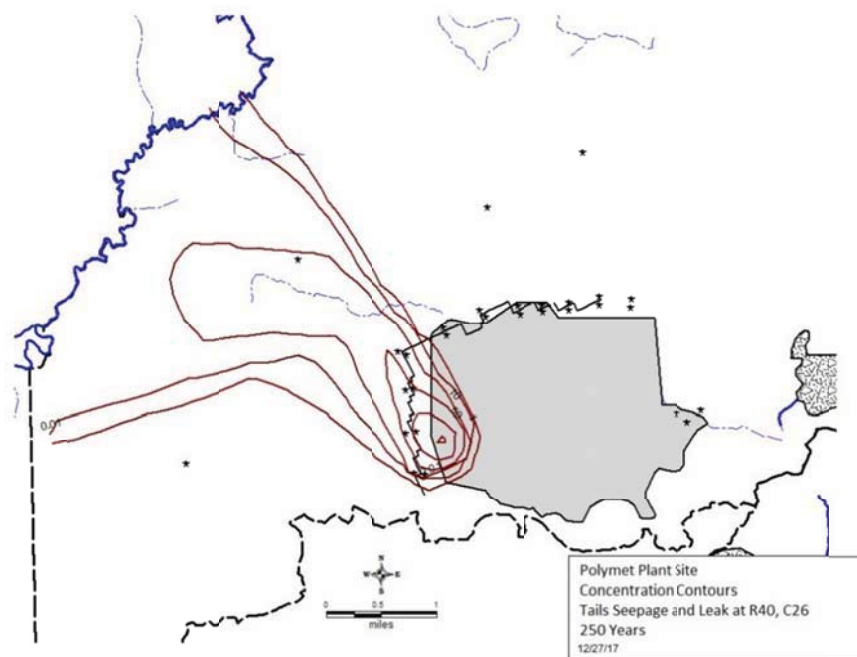 0.01
10
N
W E
S
0 0.5 1
miles
Polymet Plant Site
Concentration Contours
Tails Seepage and Leak at R40, C26
250 Years
12/27/17